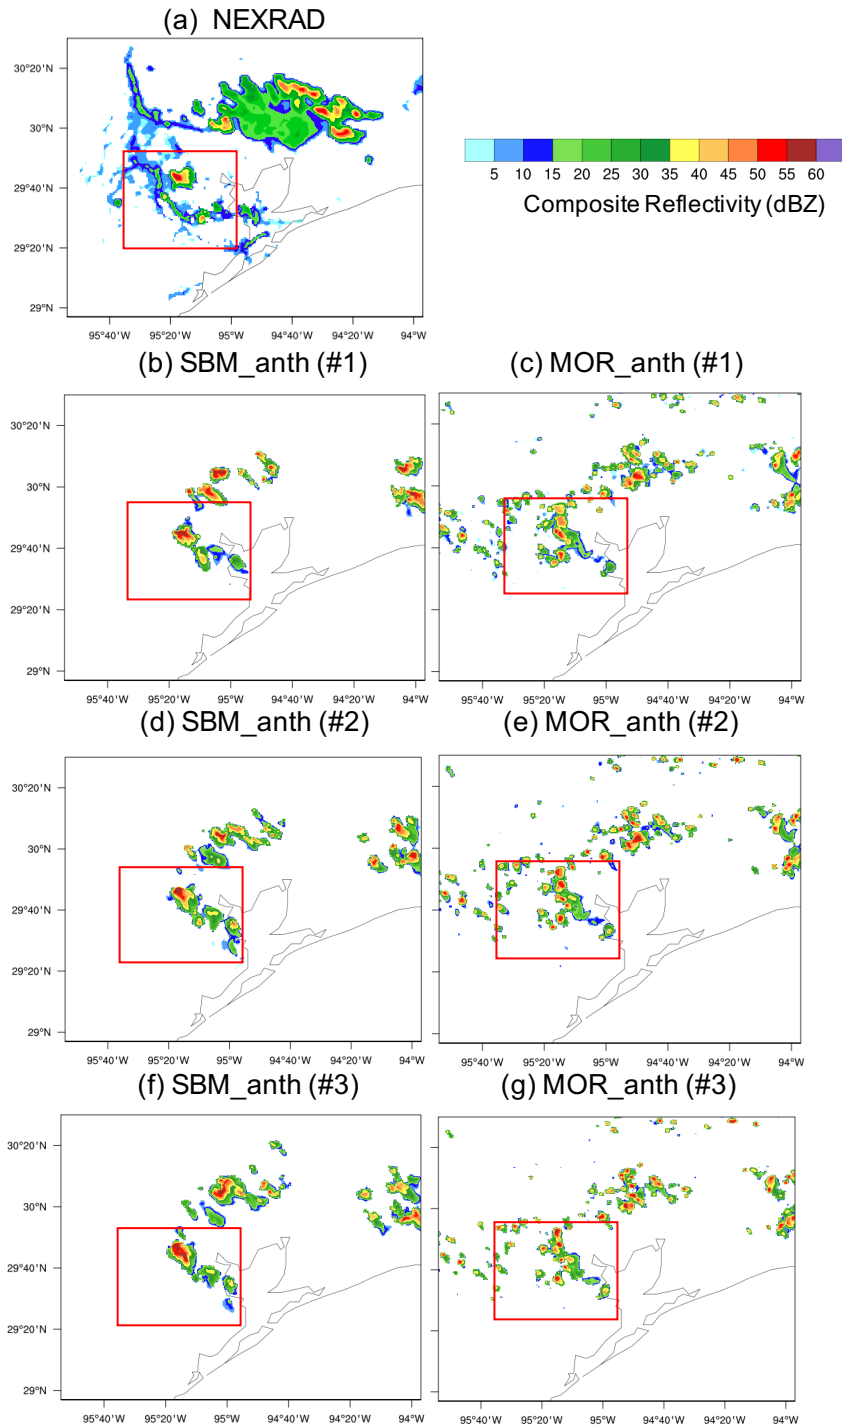 (a) NEXRAD
30°20'N
30°N
29°40'N
29°20'N
29°N
95°40'W 95°20'W 95°W 94°40'W 94°20'W 94°W
5 10 15 20 25 30 35 40 45 50 55 60
Composite Reflectivity (dBZ)
(b) SBM_anth (#1)
30°20'N
30°N
29°40'N
29°20'N
29°N
95°40'W 95°20'W 95°W 94°40'W 94°20'W 94°W
(c) MOR_anth (#1)
95°40'W 95°20'W 95°W 94°40'W 94°20'W 94°W
(d) SBM_anth (#2)
30°20'N
30°N
29°40'N
29°20'N
29°N
95°40'W 95°20'W 95°W 94°40'W 94°20'W 94°W
(e) MOR_anth (#2)
95°40'W 95°20'W 95°W 94°40'W 94°20'W 94°W
(f) SBM_anth (#3)
30°20'N
30°N
29°40'N
29°20'N
29°N
95°40'W 95°20'W 95°W 94°40'W 94°20'W 94°W
(g) MOR_anth (#3)
95°40'W 95°20'W 95°W 94°40'W 94°20'W 94°W